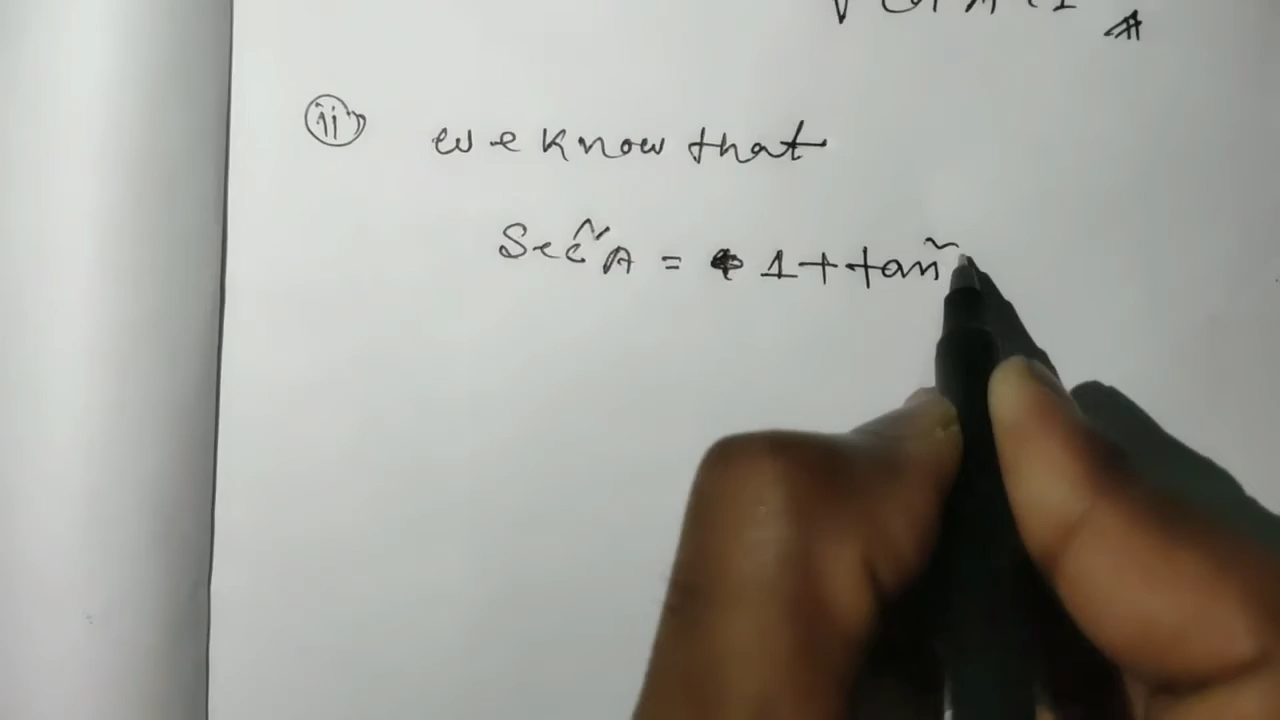 (ii) we know that
Sec²A = 1 + tan²